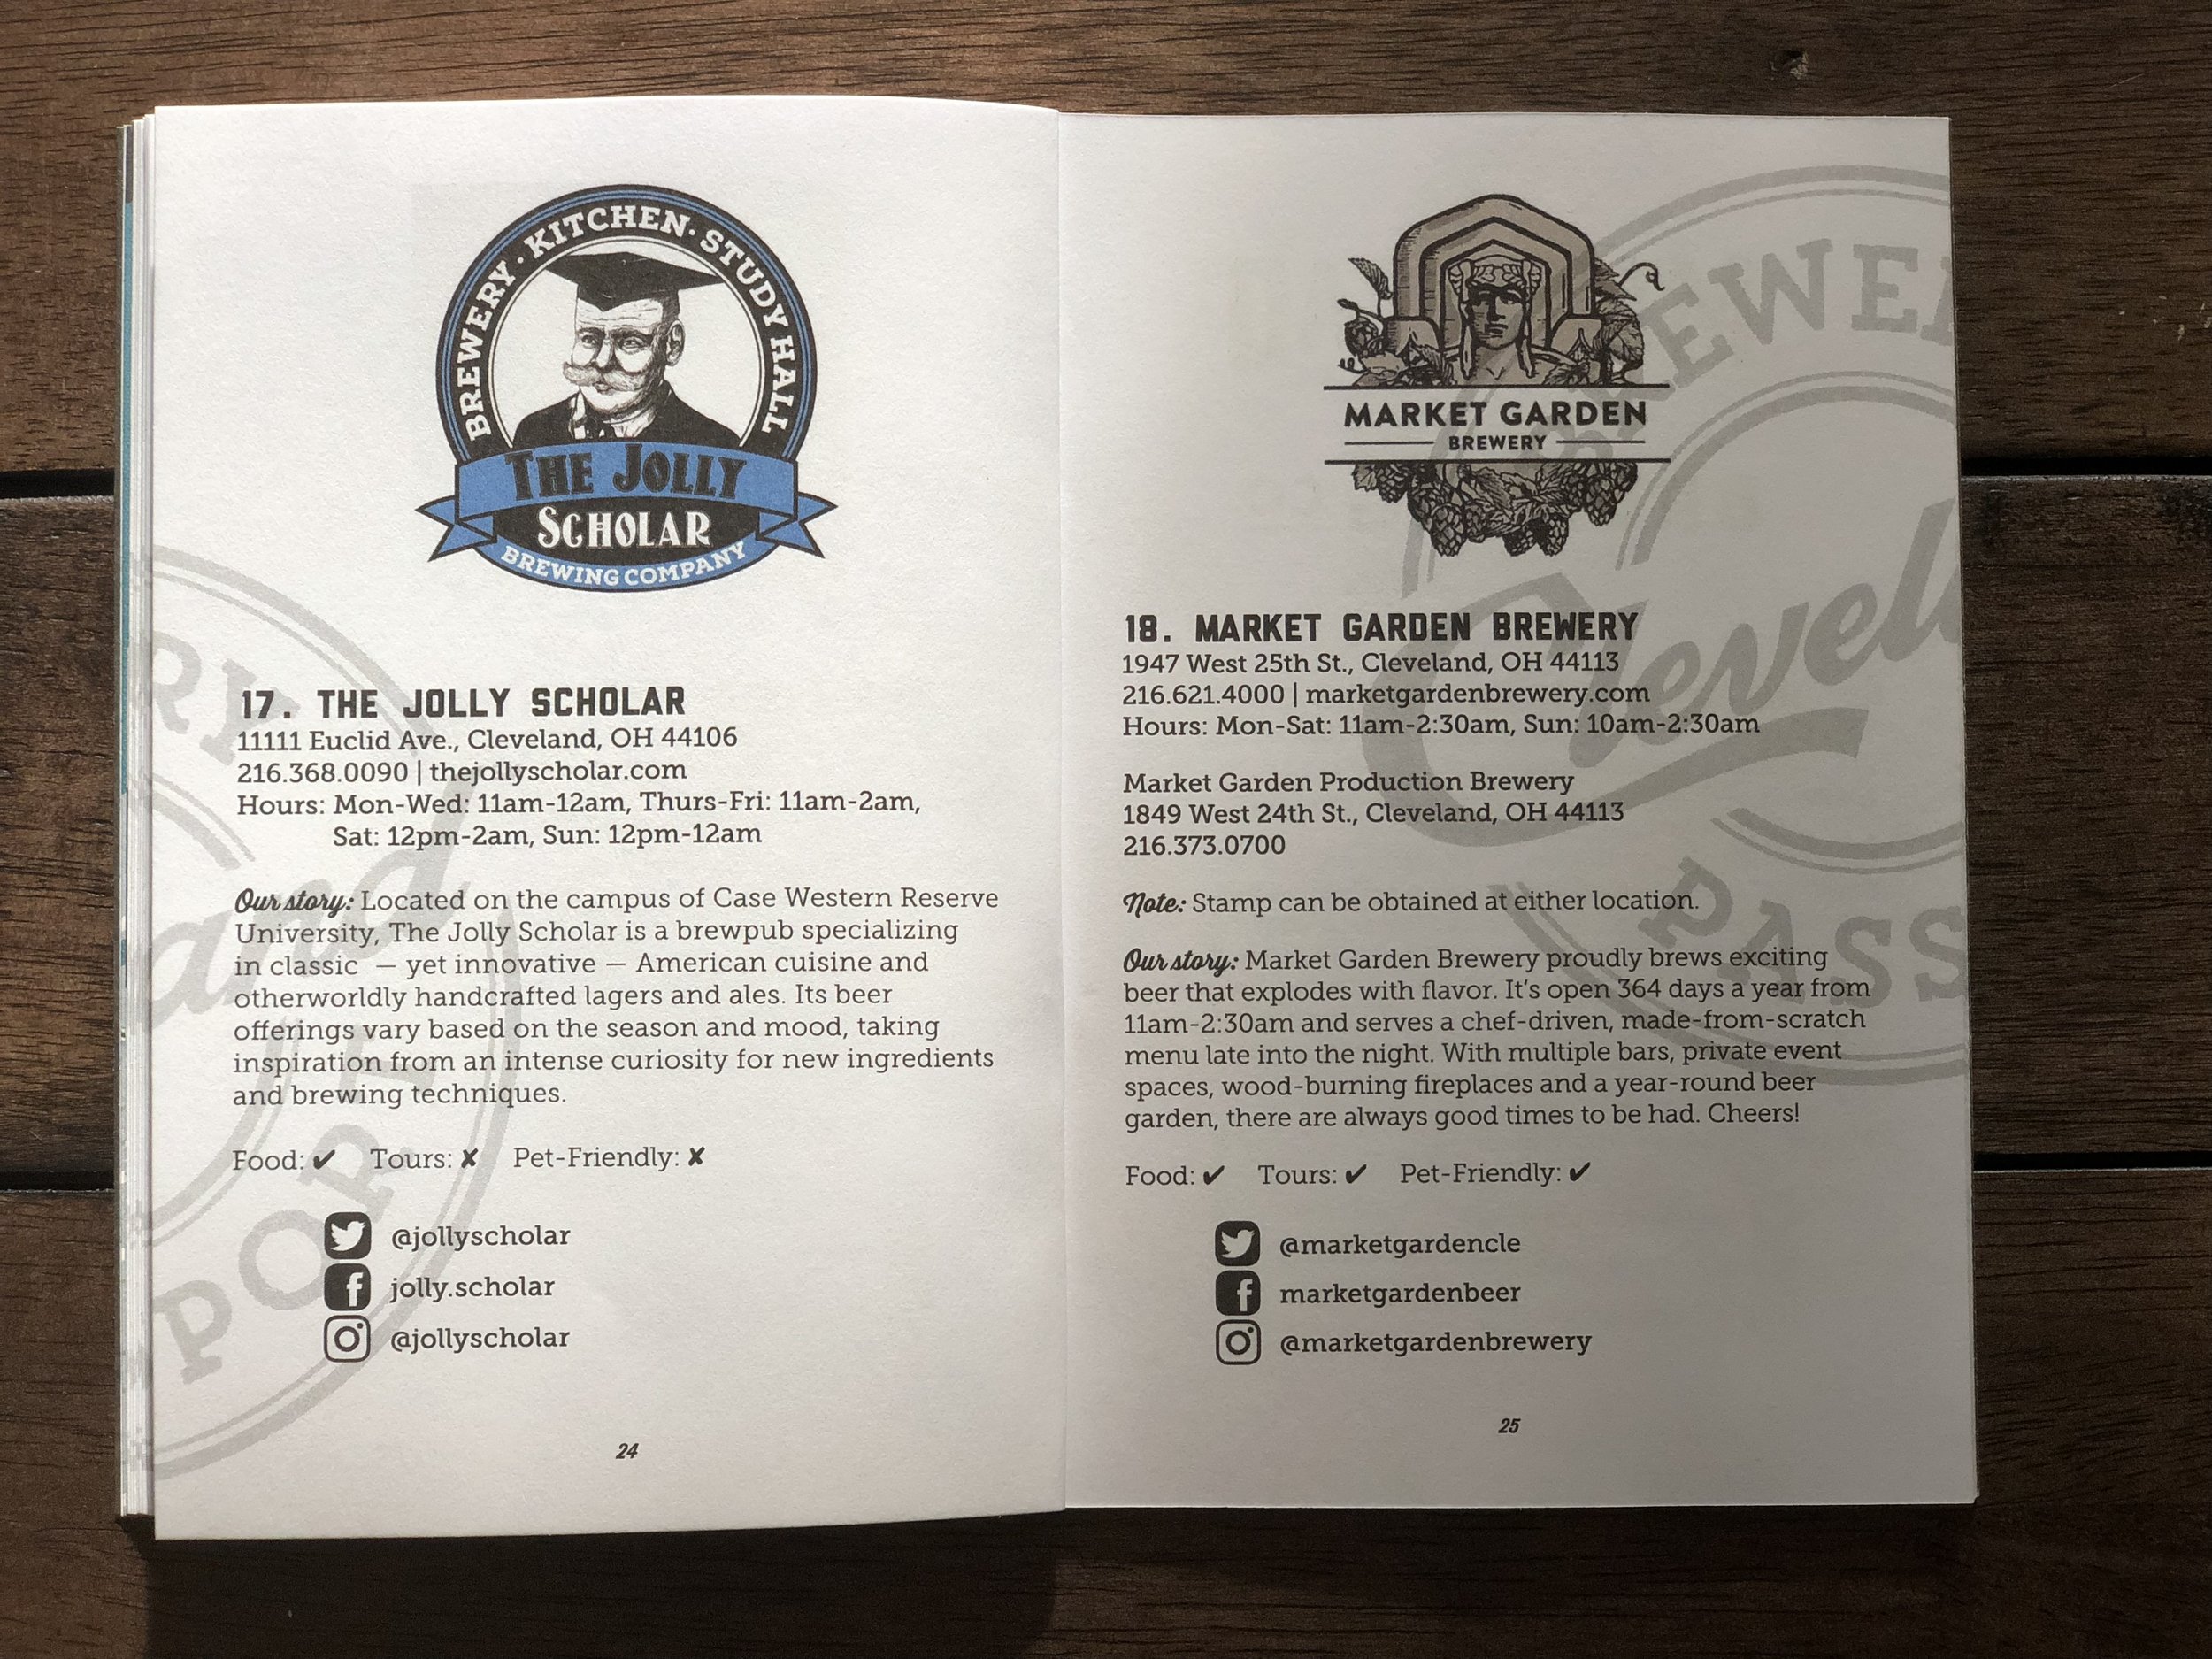 BREWERY · KITCHEN · STUDY HALL
THE JOLLY
SCHOLAR
BREWING COMPANY
17. THE JOLLY SCHOLAR
11111 Euclid Ave., Cleveland, OH 44106
216.368.0090 | thejollyscholar.com
Hours: Mon-Wed: 11am-12am, Thurs-Fri: 11am-2am,
Sat: 12pm-2am, Sun: 12pm-12am
Our story: Located on the campus of Case Western Reserve
University, The Jolly Scholar is a brewpub specializing
in classic — yet innovative — American cuisine and
otherworldly handcrafted lagers and ales. Its beer
offerings vary based on the season and mood, taking
inspiration from an intense curiosity for new ingredients
and brewing techniques.
Food: ✔ Tours: ✘ Pet-Friendly: ✘
@jollyscholar
jolly.scholar
@jollyscholar
24
RY
and
PORT
MARKET GARDEN
BREWERY
18. MARKET GARDEN BREWERY
1947 West 25th St., Cleveland, OH 44113
216.621.4000 | marketgardenbrewery.com
Hours: Mon-Sat: 11am-2:30am, Sun: 10am-2:30am
Market Garden Production Brewery
1849 West 24th St., Cleveland, OH 44113
216.373.0700
Note: Stamp can be obtained at either location.
Our story: Market Garden Brewery proudly brews exciting
beer that explodes with flavor. It's open 364 days a year from
11am-2:30am and serves a chef-driven, made-from-scratch
menu late into the night. With multiple bars, private event
spaces, wood-burning fireplaces and a year-round beer
garden, there are always good times to be had. Cheers!
Food: ✔ Tours: ✔ Pet-Friendly: ✔
@marketgardencle
marketgardenbeer
@marketgardenbrewery
25
BREWE
Clevel
PASS